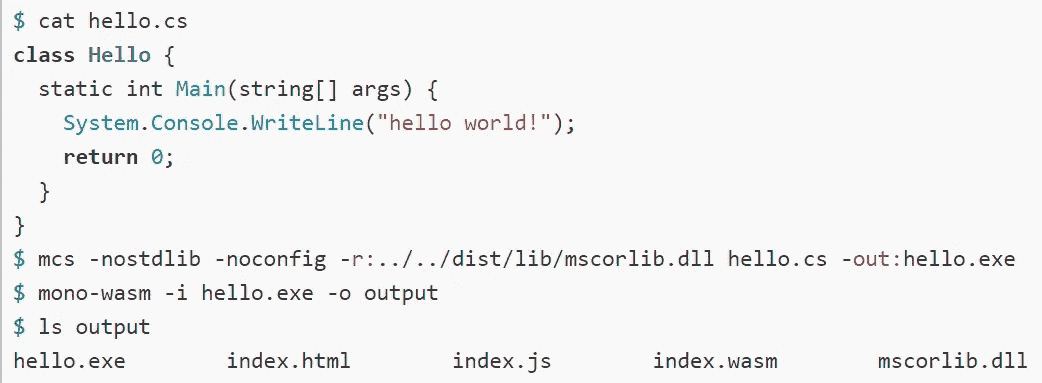 $ cat hello.cs
class Hello {
  static int Main(string[] args) {
    System.Console.WriteLine("hello world!");
    return 0;
  }
}
$ mcs -nostdlib -noconfig -r:../../dist/lib/mscorlib.dll hello.cs -out:hello.exe
$ mono-wasm -i hello.exe -o output
$ ls output
hello.exe        index.html        index.js        index.wasm        mscorlib.dll